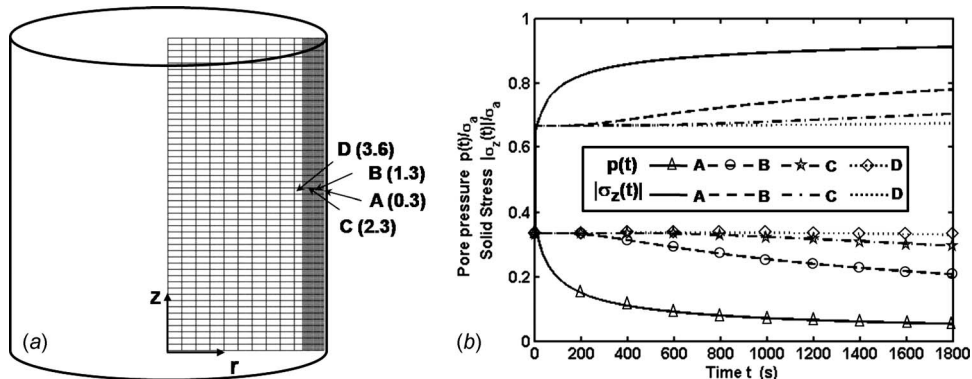 D (3.6)
B (1.3)
A (0.3)
C (2.3)
z
r
(a)
Pore pressure p(t)/σa
Solid Stress |σz(t)|/σa
1
0.8
0.6
0.4
0.2
0
p(t) A B C D
|σz(t)| A B C D
0 200 400 600 800 1000 1200 1400 1600 1800
Time t (s)
(b)